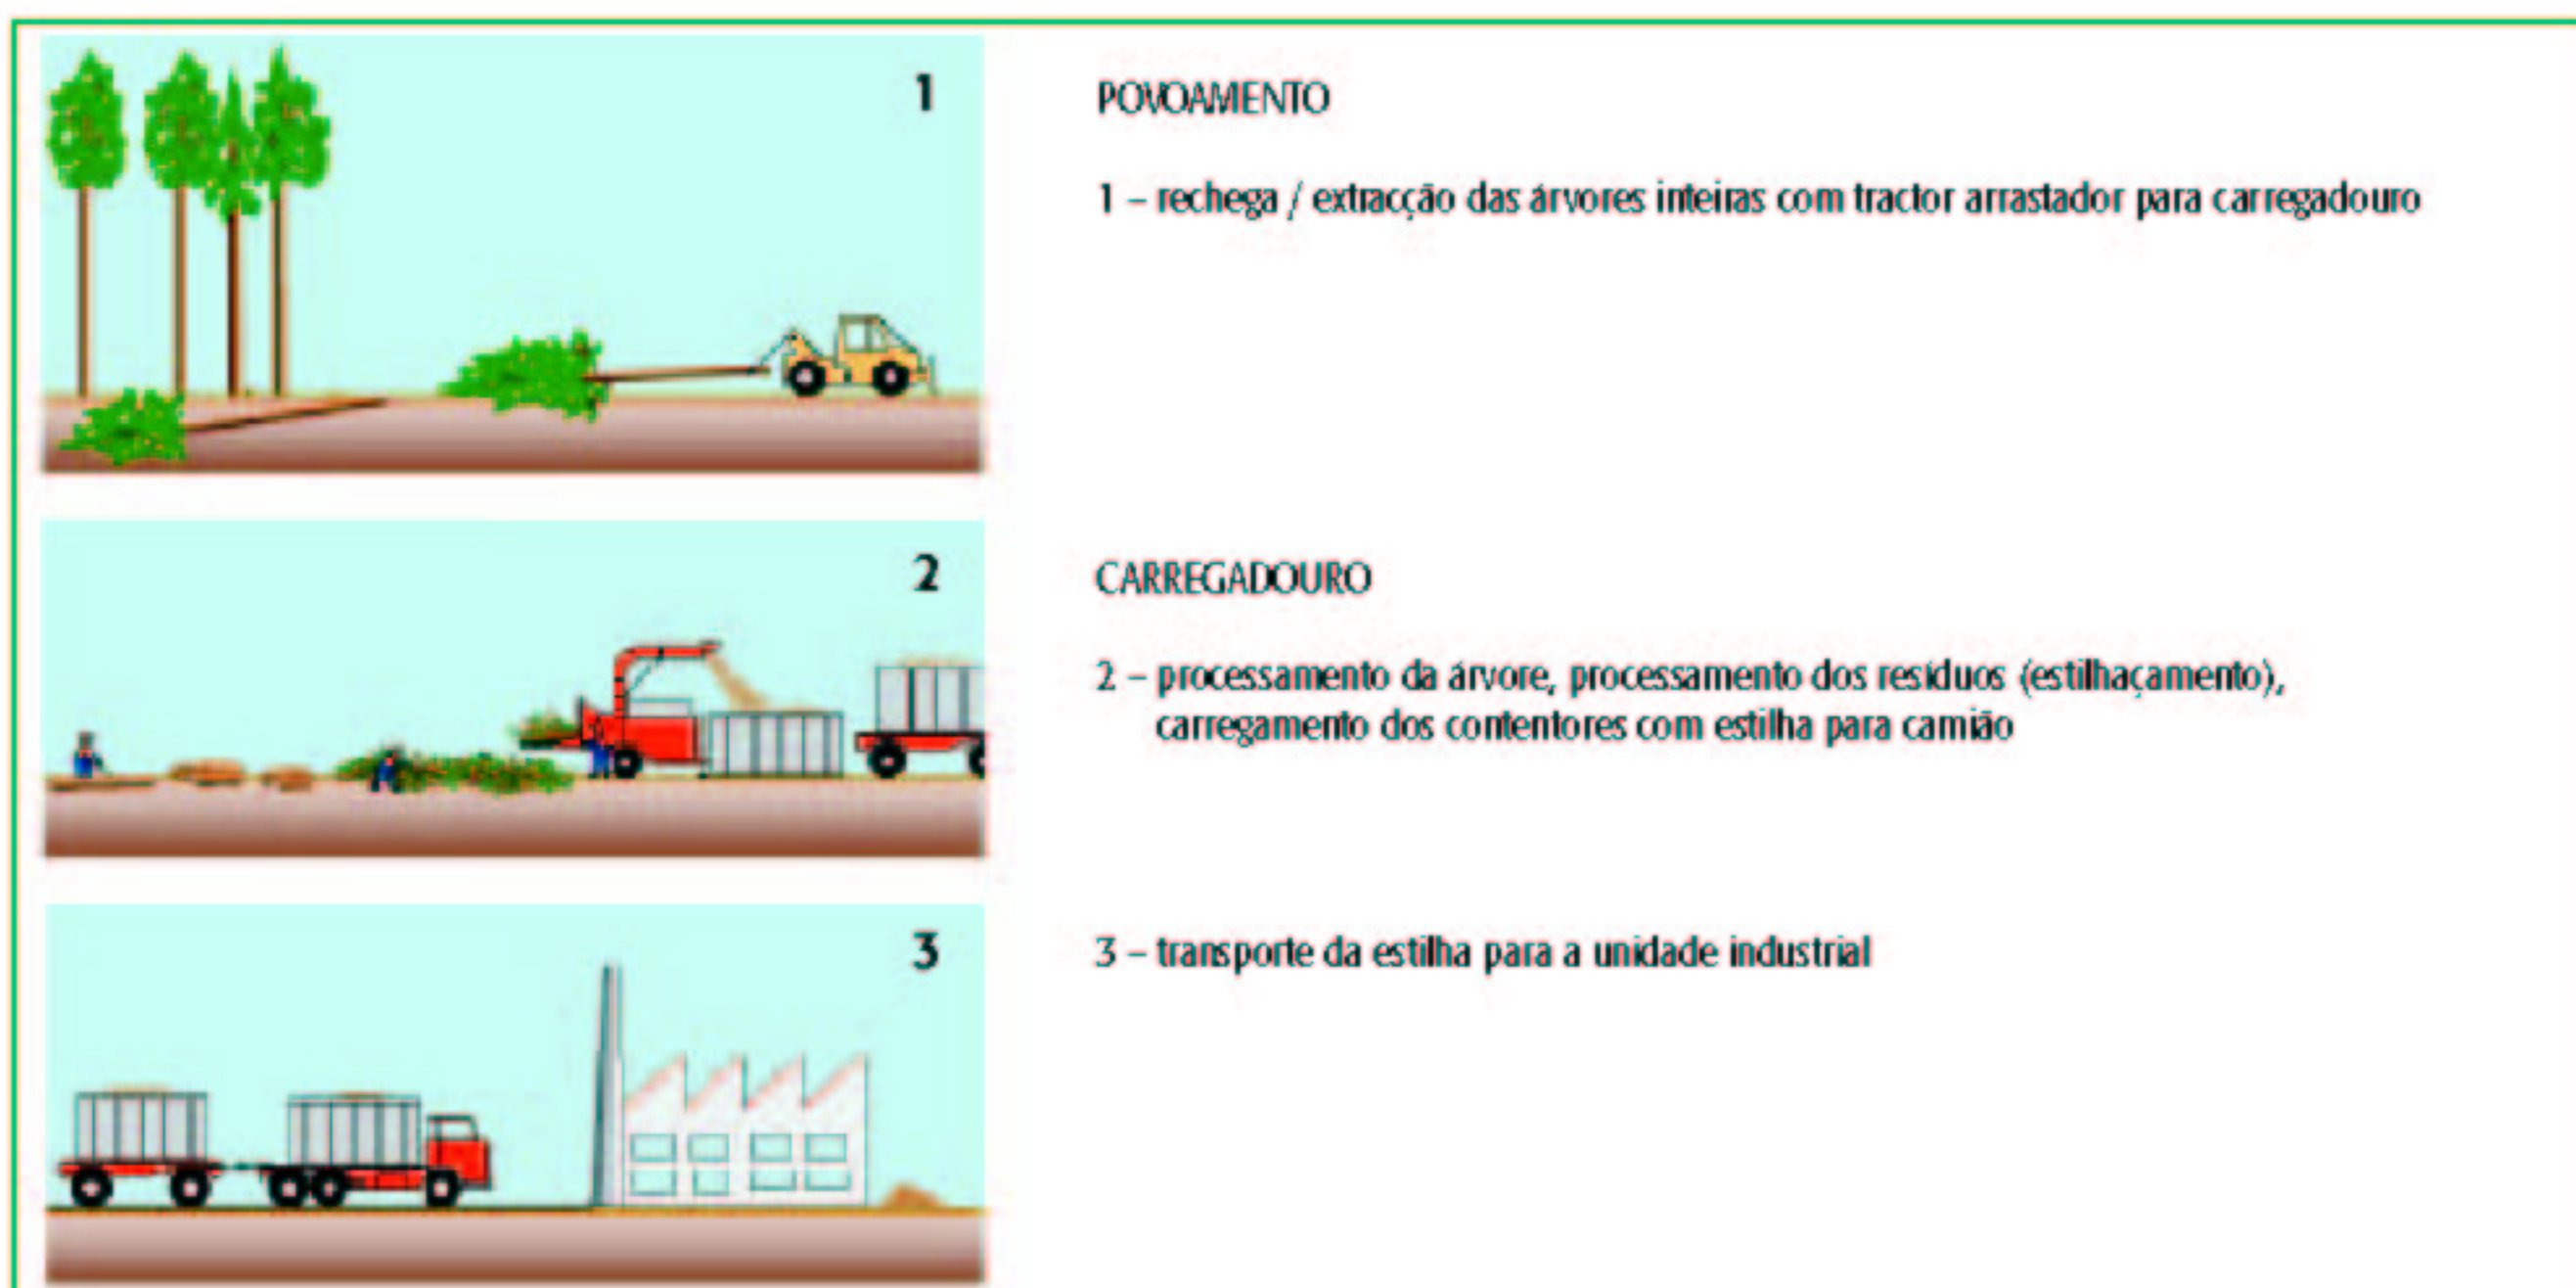 1
POVOAMENTO
1 – rechega / extracção das árvores inteiras com tractor arrastador para carregadouro
2
CARREGADOURO
2 – processamento da árvore, processamento dos resíduos (estilhaçamento),
carregamento dos contentores com estilha para camião
3
3 – transporte da estilha para a unidade industrial